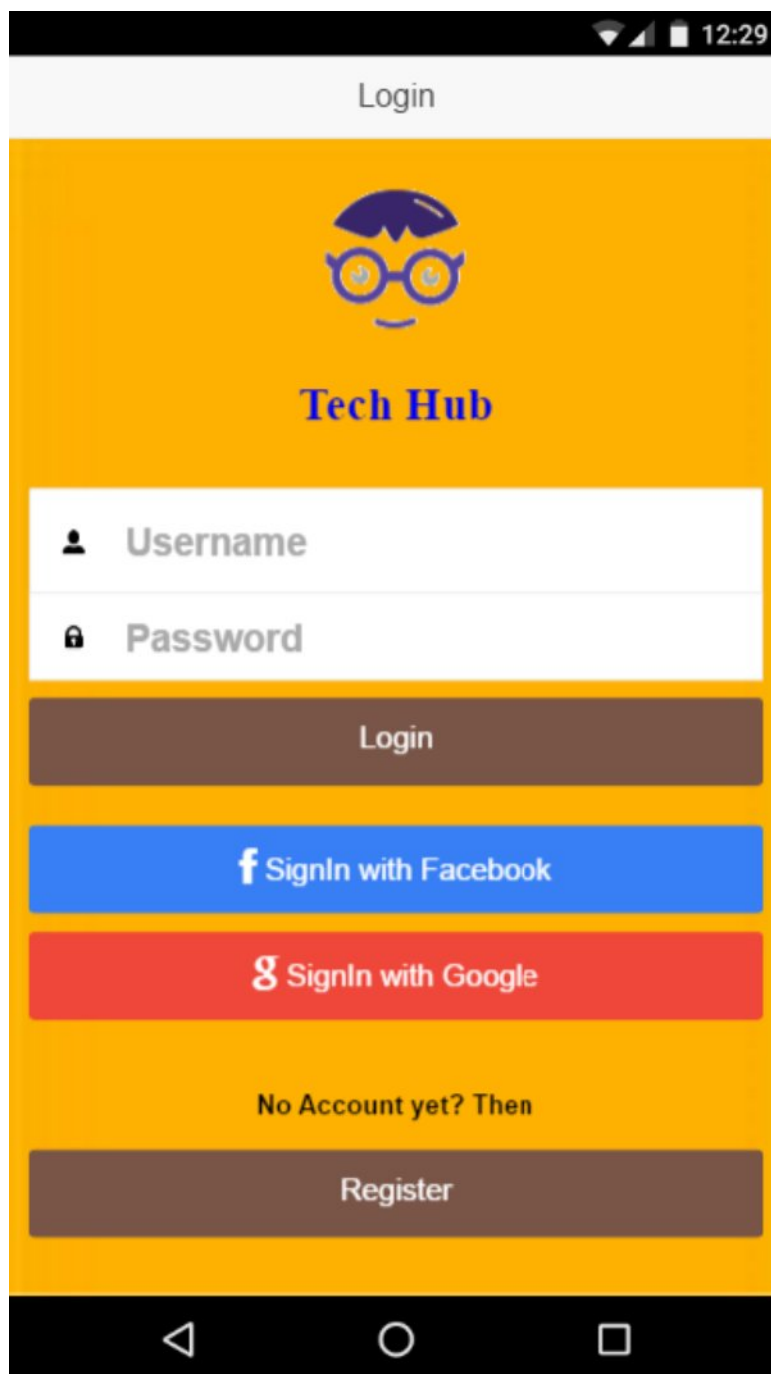 12:29
Login
Tech Hub
Username
Password
Login
f SignIn with Facebook
g SignIn with Google
No Account yet? Then
Register